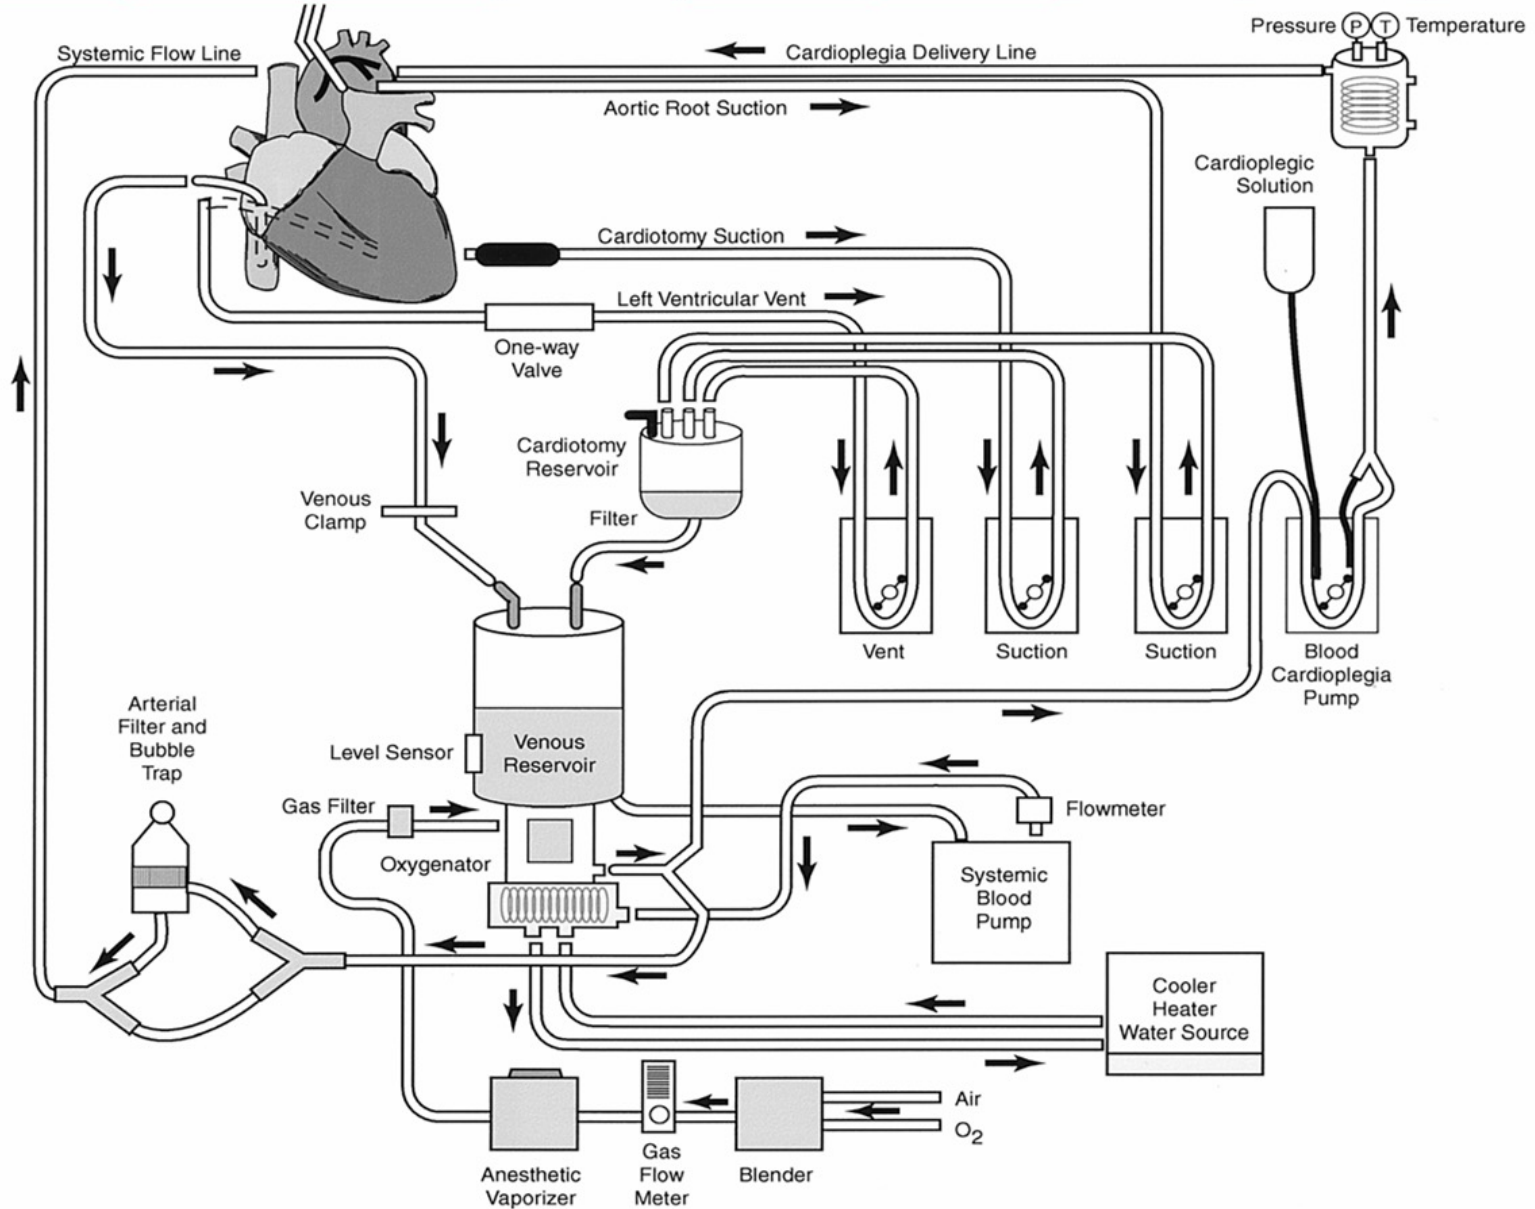 Pressure P T Temperature
Systemic Flow Line
Cardioplegia Delivery Line
Aortic Root Suction
Cardioplegic
Solution
Cardiotomy Suction
Left Ventricular Vent
One-way
Valve
Cardiotomy
Reservoir
Venous
Clamp
Filter
Vent
Suction
Suction
Blood
Cardioplegia
Pump
Arterial
Filter and
Bubble
Trap
Level Sensor
Venous
Reservoir
Gas Filter
Flowmeter
Oxygenator
Systemic
Blood
Pump
Cooler
Heater
Water Source
Air
O2
Anesthetic
Vaporizer
Gas
Flow
Meter
Blender